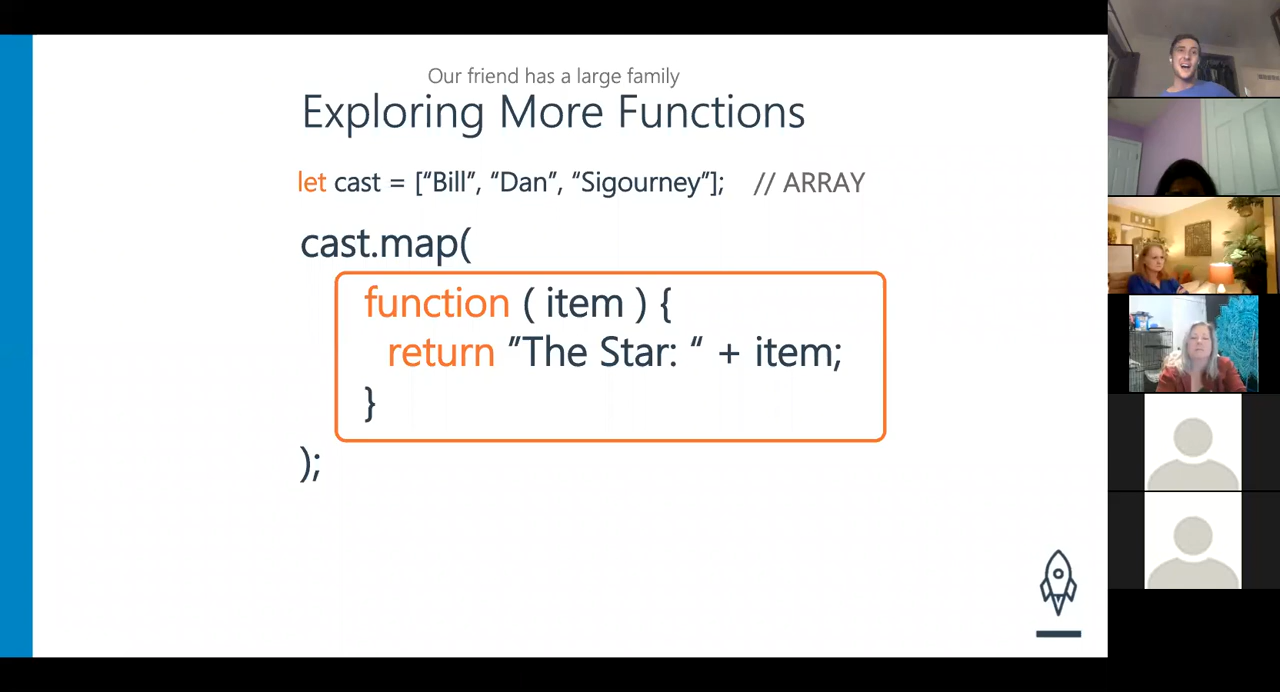 Our friend has a large family
Exploring More Functions
let cast = [“Bill”, “Dan”, “Sigourney”]; // ARRAY
cast.map(
function ( item ) {
return ”The Star: “ + item;
}
);